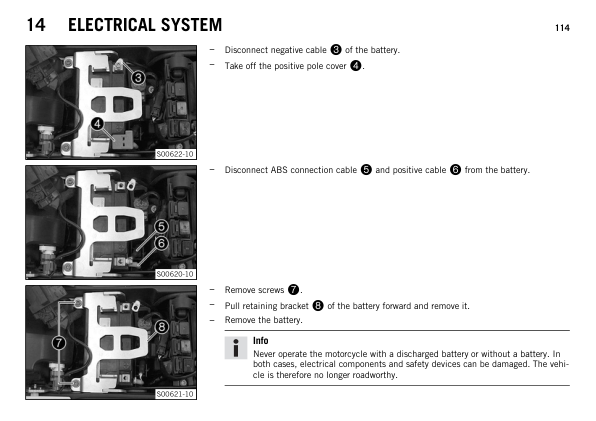 14 ELECTRICAL SYSTEM 114
– Disconnect negative cable 3 of the battery.
– Take off the positive pole cover 4.
3
4
S00622-10
– Disconnect ABS connection cable 5 and positive cable 6 from the battery.
5
6
S00620-10
– Remove screws 7.
– Pull retaining bracket 8 of the battery forward and remove it.
– Remove the battery.
8
7
S00621-10
Info
Never operate the motorcycle with a discharged battery or without a battery. In
both cases, electrical components and safety devices can be damaged. The vehi-
cle is therefore no longer roadworthy.